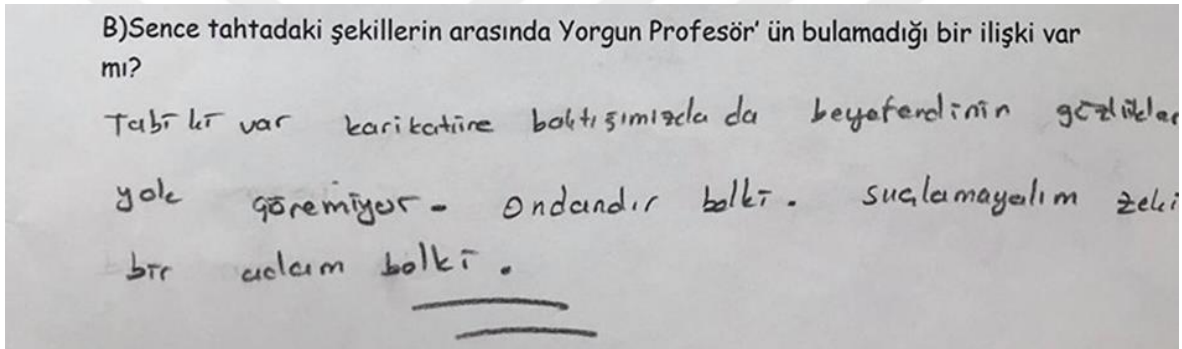 B)Sence tahtadaki şekillerin arasında Yorgun Profesör' ün bulamadığı bir ilişki var
mı?
Tabi ki var karikatüre baktığımızda da beyefendinin gözlükler
yok göremiyor - ondandır belki. suçlamayalım zeki
bir adam belki.